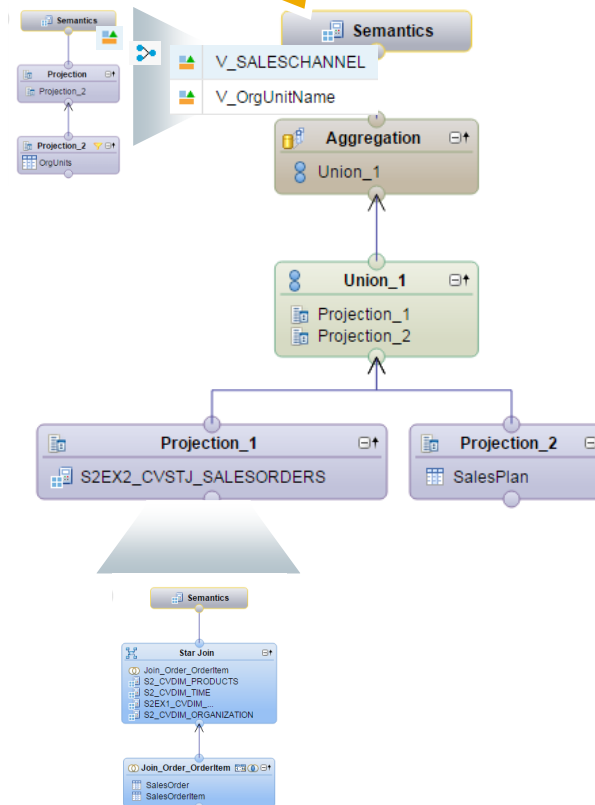 Semantics
Projection
Projection_2
Projection_2
OrgUnits
Semantics
V_SALESCHANNEL
V_OrgUnitName
Aggregation
Union_1
Union_1
Projection_1
Projection_2
Projection_1
S2EX2_CVSTJ_SALESORDERS
Projection_2
SalesPlan
Semantics
Star Join
Join_Order_OrderItem
S2_CVDIM_PRODUCTS
S2_CVDIM_TIME
S2EX1_CVDIM_...
S2_CVDIM_ORGANIZATION
Join_Order_OrderItem
SalesOrder
SalesOrderItem